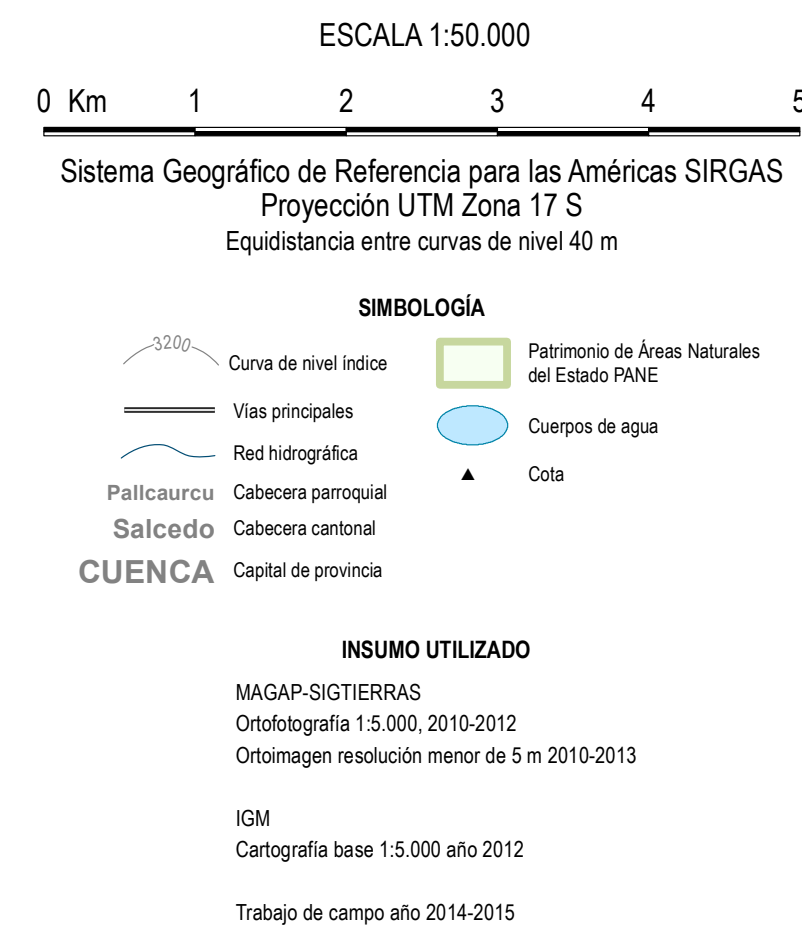 ESCALA 1:50.000
0 Km 1 2 3 4 5
Sistema Geográfico de Referencia para las Américas SIRGAS
Proyección UTM Zona 17 S
Equidistancia entre curvas de nivel 40 m
SIMBOLOGÍA
3200 Curva de nivel índice
Vías principales
Red hidrográfica
Pallcaurcu Cabecera parroquial
Salcedo Cabecera cantonal
CUENCA Capital de provincia
Patrimonio de Áreas Naturales
del Estado PANE
Cuerpos de agua
Cota
INSUMO UTILIZADO
MAGAP-SIGTIERRAS
Ortofotografía 1:5.000, 2010-2012
Ortoimagen resolución menor de 5 m 2010-2013
IGM
Cartografía base 1:5.000 año 2012
Trabajo de campo año 2014-2015